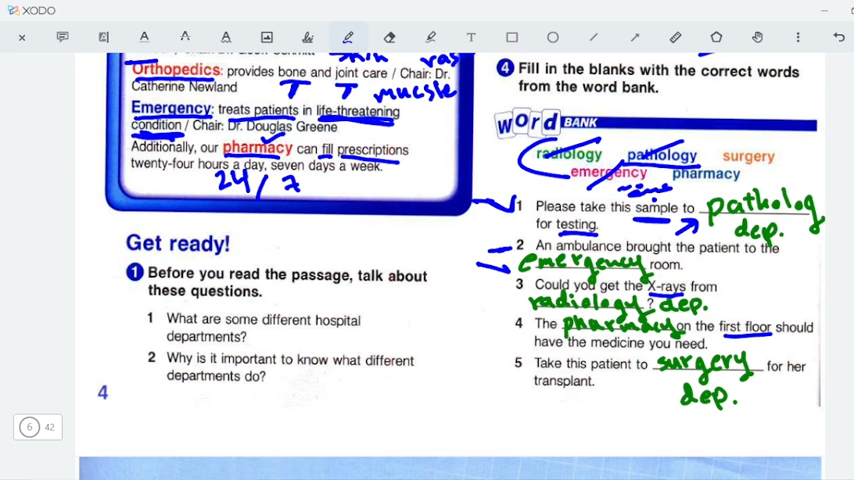 XODO
Orthopedics: provides bone and joint care / Chair: Dr.
Catherine Newland
T T mucsle
Emergency: treats patients in life-threatening
condition / Chair: Dr. Douglas Greene
Additionally, our pharmacy can fill prescriptions
twenty-four hours a day, seven days a week.
24 / 7
Get ready!
1 Before you read the passage, talk about
these questions.
1 What are some different hospital
departments?
2 Why is it important to know what different
departments do?
4
6 42
4 Fill in the blanks with the correct words
from the word bank.
word BANK
radiology pathology surgery
emergency pharmacy
1 Please take this sample to patholog
for testing. dep.
2 An ambulance brought the patient to the
emergency room.
3 Could you get the X-rays from
radiology? dep.
4 The pharmacy on the first floor should
have the medicine you need.
5 Take this patient to surgery for her
transplant. dep.